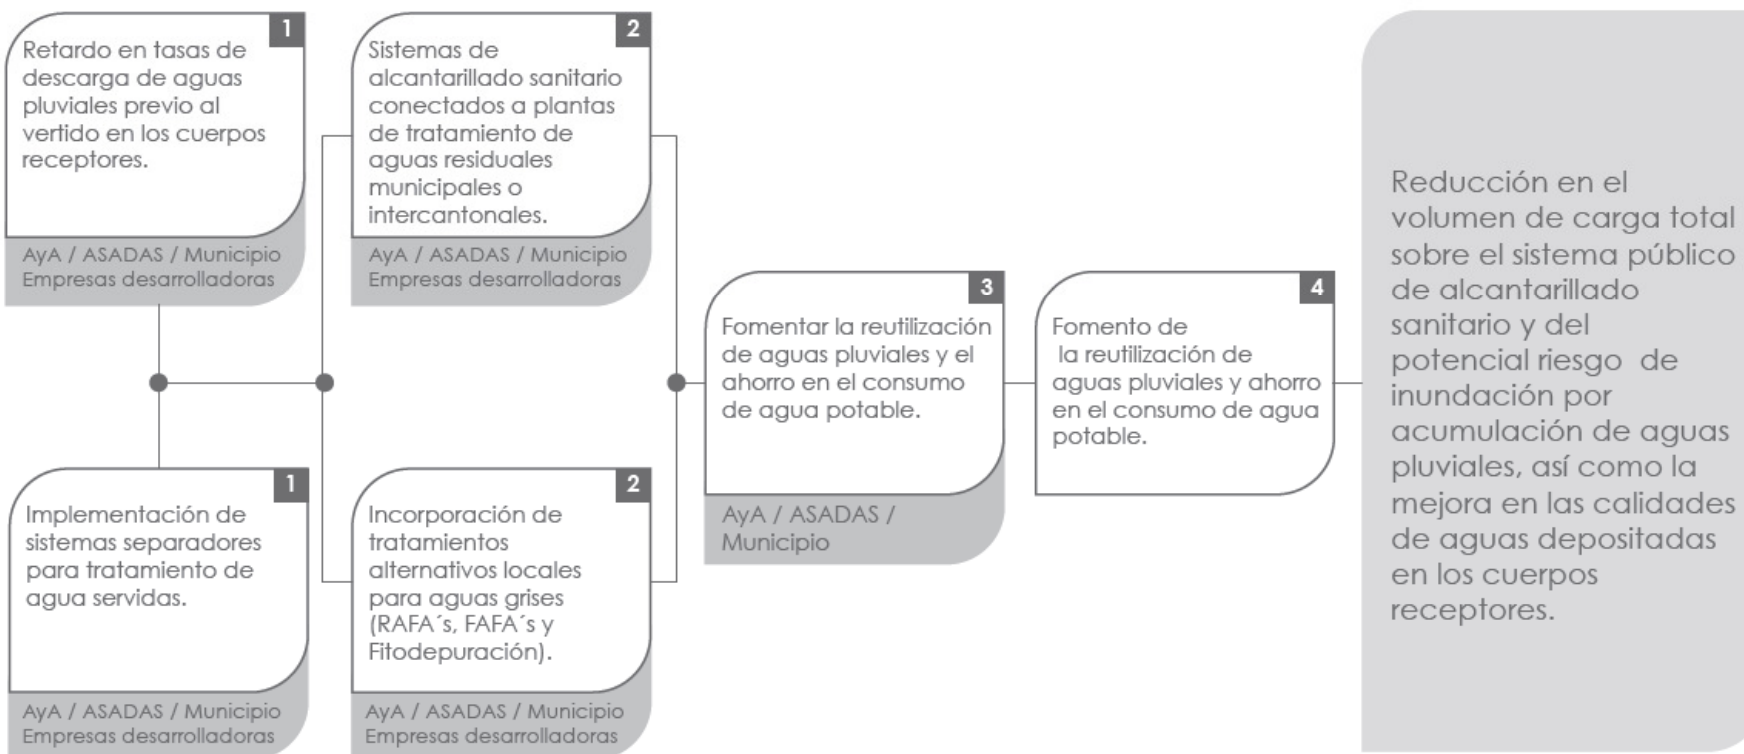 1
Retardo en tasas de
descarga de aguas
pluviales previo al
vertido en los cuerpos
receptores.
AyA / ASADAS / Municipio
Empresas desarrolladoras
1
Implementación de
sistemas separadores
para tratamiento de
agua servidas.
AyA / ASADAS / Municipio
Empresas desarrolladoras
2
Sistemas de
alcantarillado sanitario
conectados a plantas
de tratamiento de
aguas residuales
municipales o
intercantonales.
AyA / ASADAS / Municipio
Empresas desarrolladoras
2
Incorporación de
tratamientos
alternativos locales
para aguas grises
(RAFA´s, FAFA´s y
Fitodepuración).
AyA / ASADAS / Municipio
Empresas desarrolladoras
3
Fomentar la reutilización
de aguas pluviales y el
ahorro en el consumo
de agua potable.
AyA / ASADAS /
Municipio
4
Fomento de
la reutilización de
aguas pluviales y ahorro
en el consumo de agua
potable.
Reducción en el
volumen de carga total
sobre el sistema público
de alcantarillado
sanitario y del
potencial riesgo de
inundación por
acumulación de aguas
pluviales, así como la
mejora en las calidades
de aguas depositadas
en los cuerpos
receptores.